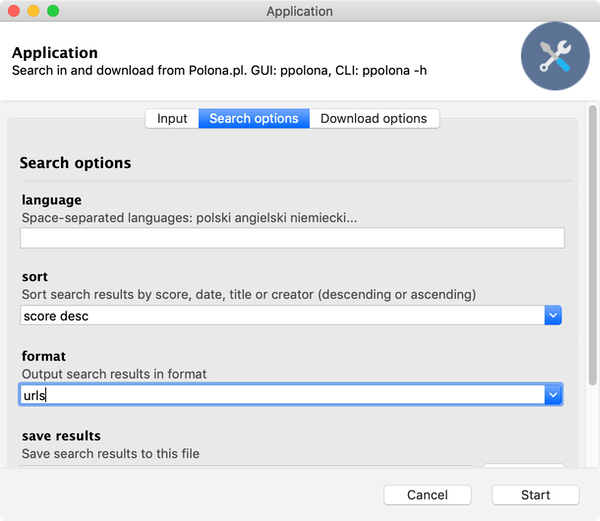 Application
Application
Search in and download from Polona.pl. GUI: ppolona, CLI: ppolona -h
Input Search options Download options
Search options
language
Space-separated languages: polski angielski niemiecki...
sort
Sort search results by score, date, title or creator (descending or ascending)
score desc
format
Output search results in format
urls
save results
Save search results to this file
Cancel Start